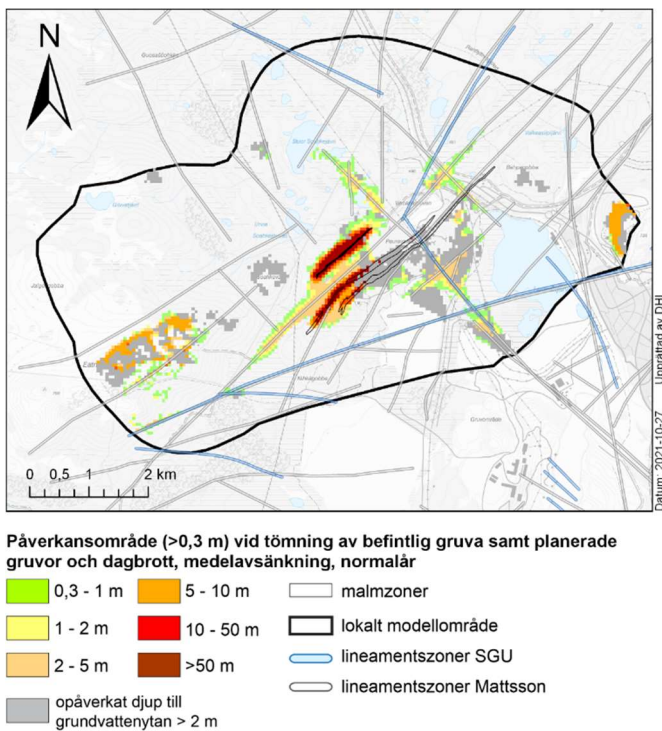 N
0 0,5 1 2 km
Datum: 2021-10-27 Upprättad av DHI
Påverkansområde (>0,3 m) vid tömning av befintlig gruva samt planerade
gruvor och dagbrott, medelavsänkning, normalår
0,3 - 1 m
5 - 10 m
malmzoner
1 - 2 m
10 - 50 m
lokalt modellområde
2 - 5 m
>50 m
lineamentszoner SGU
lineamentszoner Mattsson
opåverkat djup till
grundvattenytan > 2 m